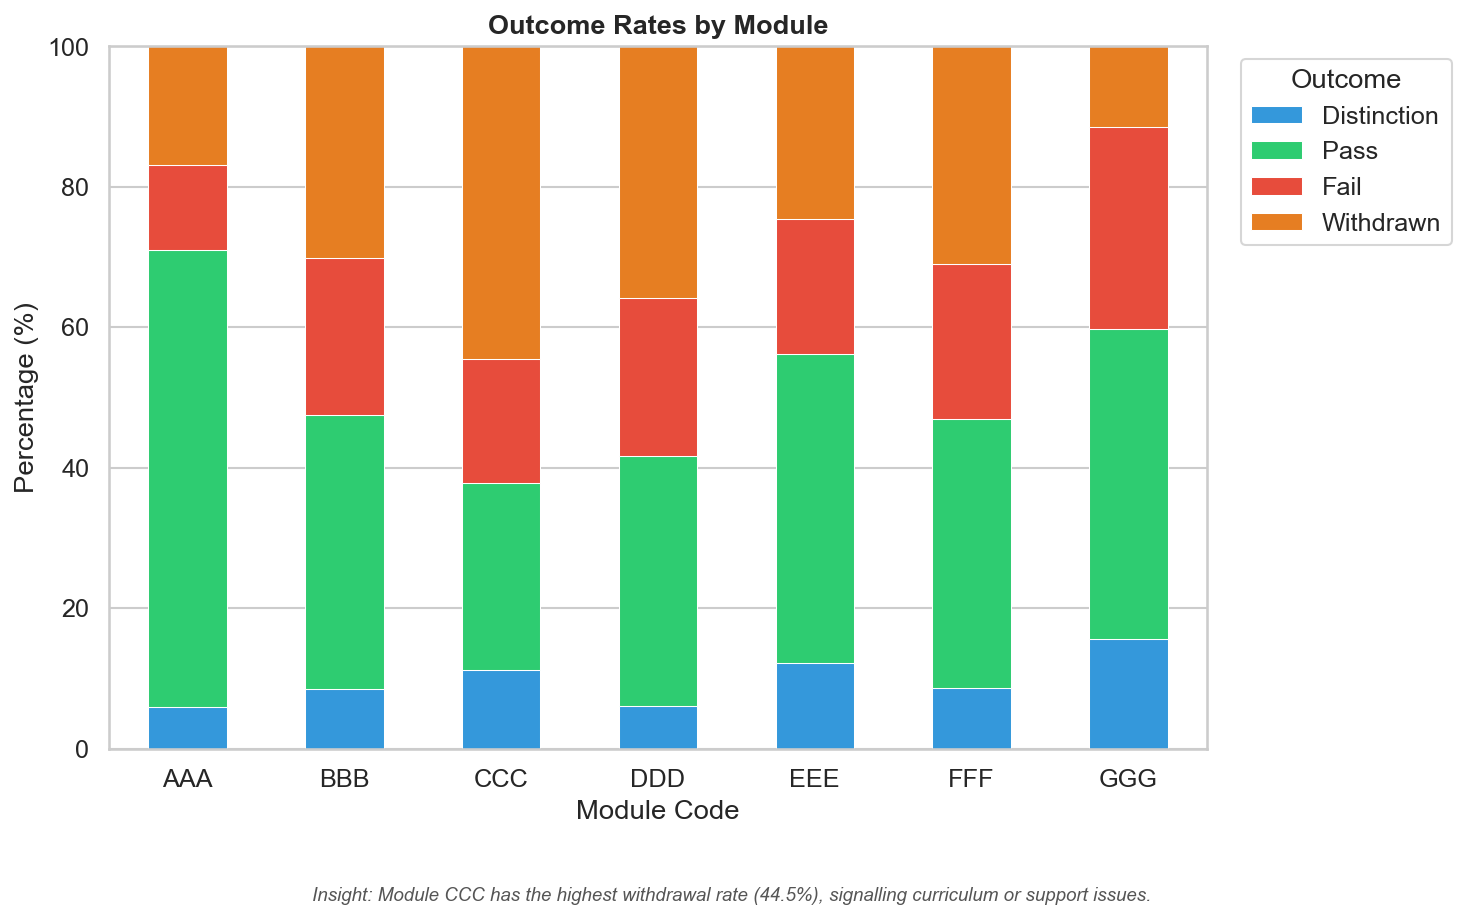 Outcome Rates by Module
100
80
60
40
20
0
Percentage (%)
AAA BBB CCC DDD EEE FFF GGG
Module Code
Outcome
Distinction
Pass
Fail
Withdrawn
Insight: Module CCC has the highest withdrawal rate (44.5%), signalling curriculum or support issues.